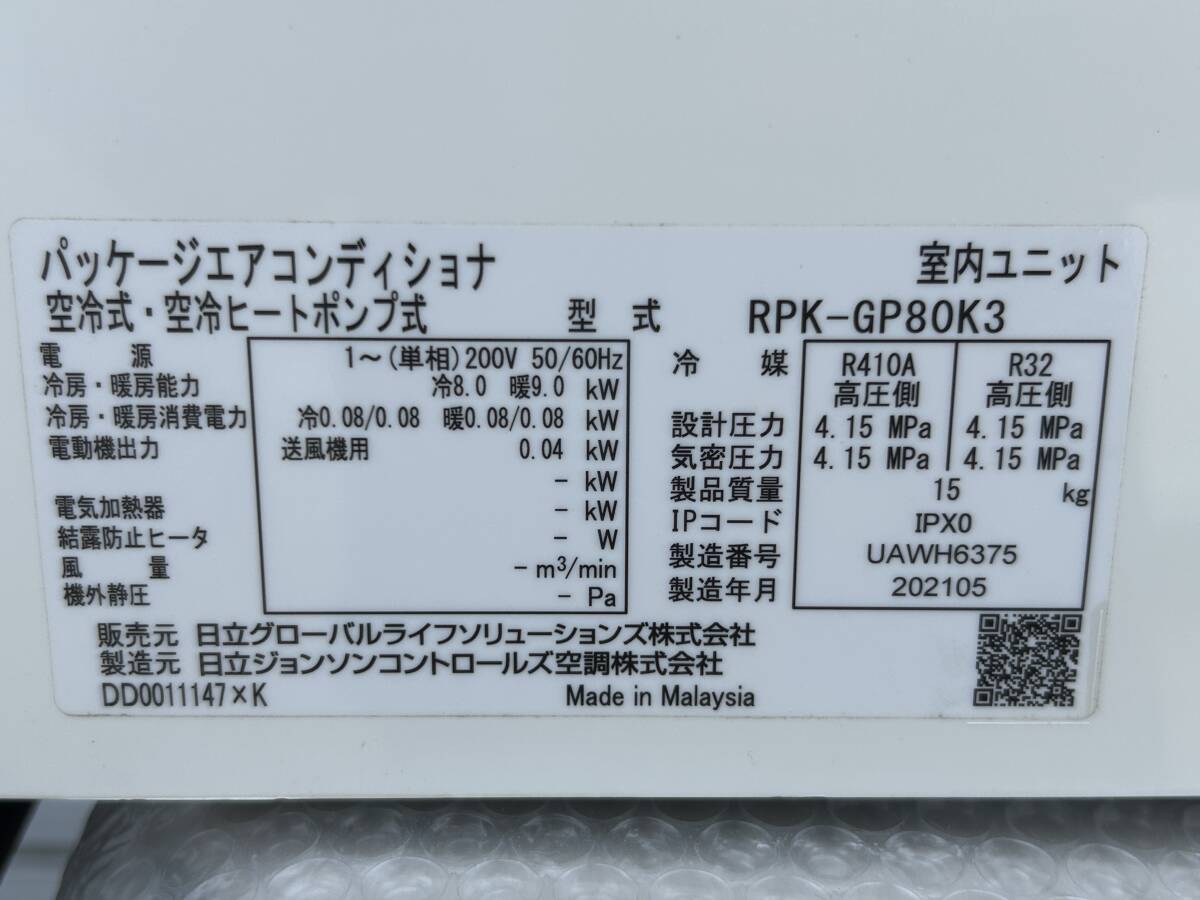 パッケージエアコンディショナ 室内ユニット
空冷式・空冷ヒートポンプ式 型式 RPK-GP80K3
電源 1～(単相)200V 50/60Hz
冷房・暖房能力 冷8.0 暖9.0 kW
冷房・暖房消費電力 冷0.08/0.08 暖0.08/0.08 kW
電動機出力 送風機用 0.04 kW
- kW
電気加熱器 - kW
結露防止ヒータ - W
風量 - m³/min
機外静圧 - Pa
冷媒 R410A R32
高圧側 高圧側
設計圧力 4.15 MPa 4.15 MPa
気密圧力 4.15 MPa 4.15 MPa
製品質量 15 kg
IPコード IPX0
製造番号 UAWH6375
製造年月 202105
販売元 日立グローバルライフソリューションズ株式会社
製造元 日立ジョンソンコントロールズ空調株式会社
DD0011147×K Made in Malaysia